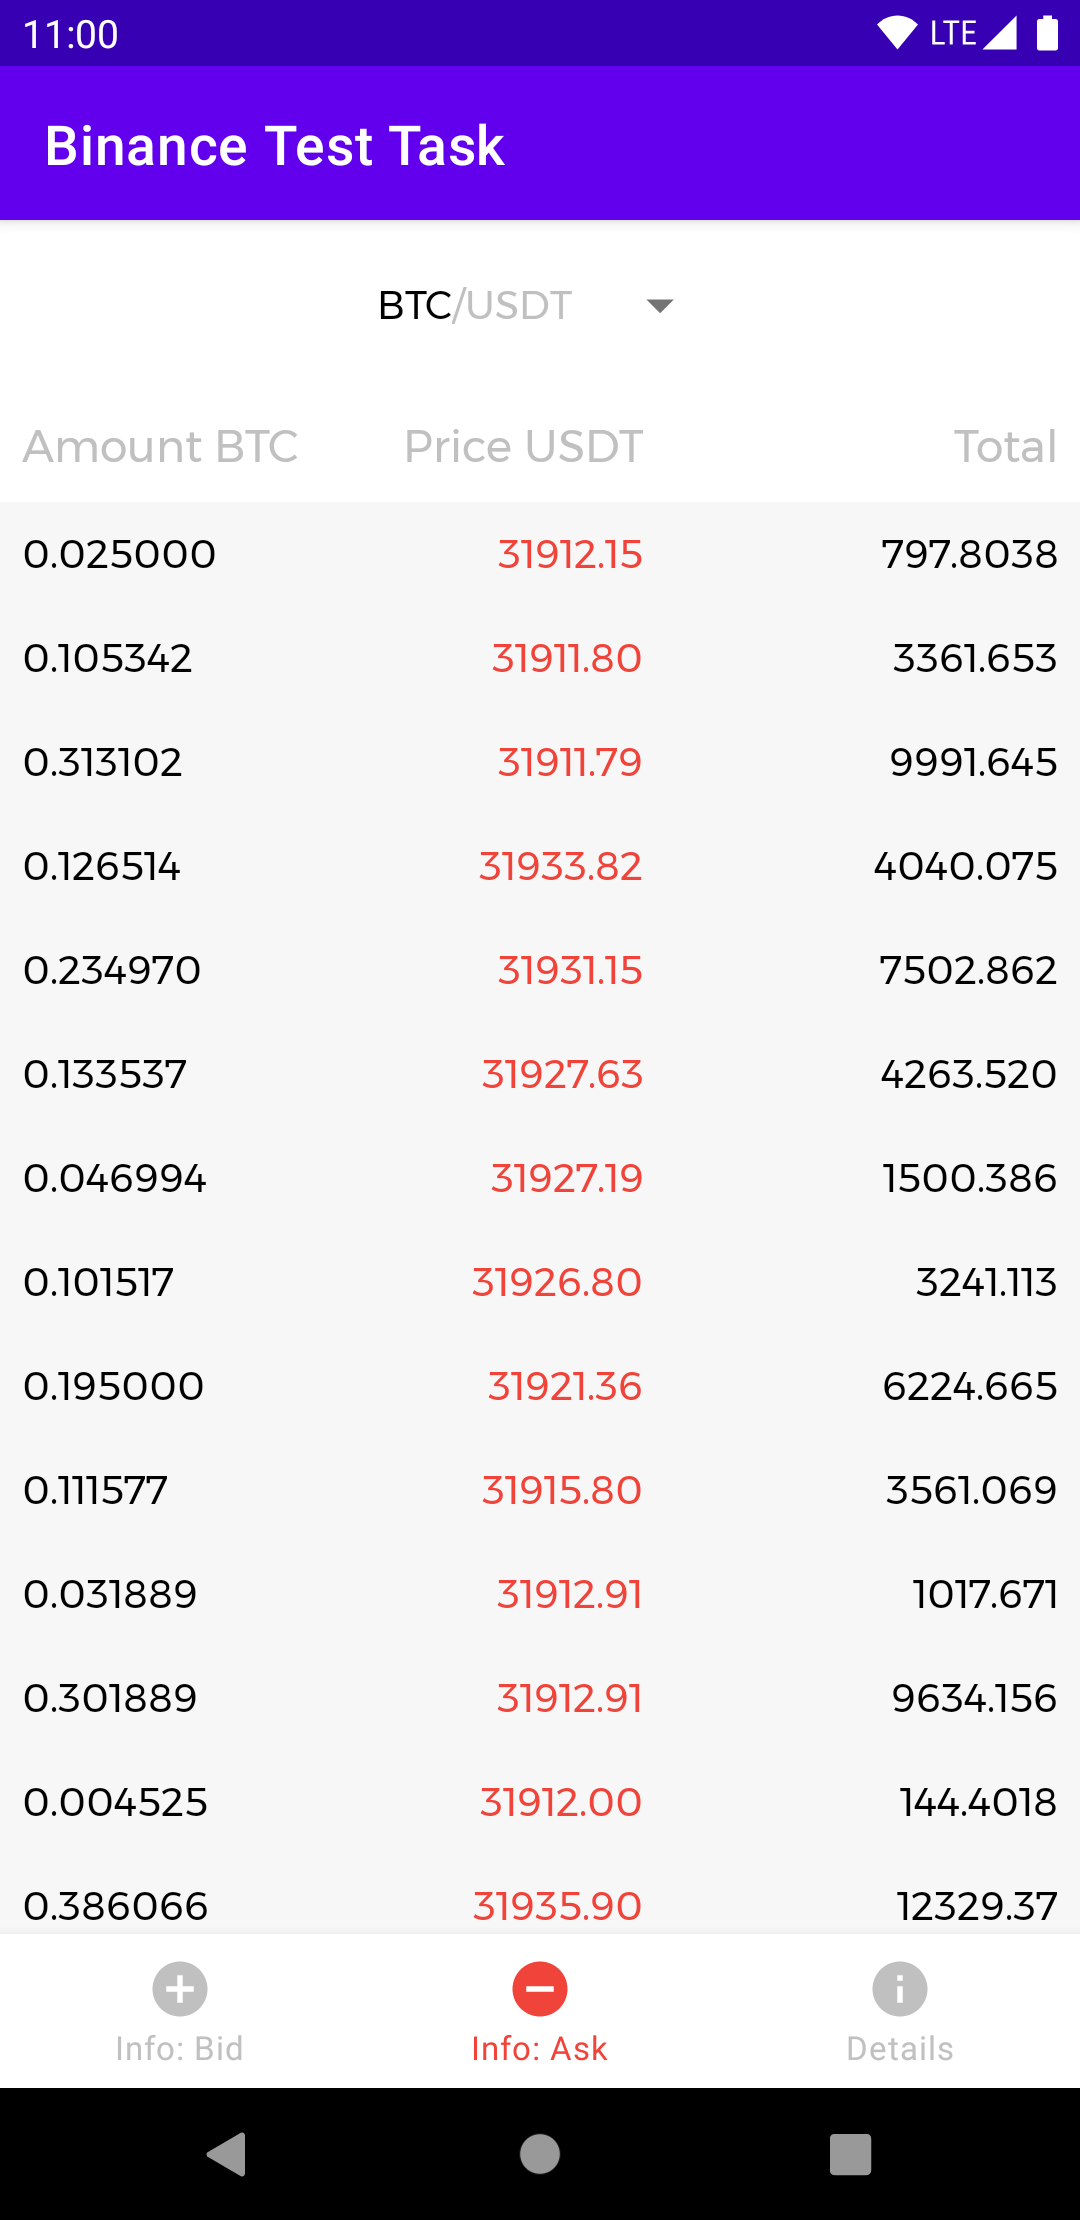 11:00 LTE
Binance Test Task
BTC/USDT
Amount BTC Price USDT Total
0.025000 31912.15 797.8038
0.105342 31911.80 3361.653
0.313102 31911.79 9991.645
0.126514 31933.82 4040.075
0.234970 31931.15 7502.862
0.133537 31927.63 4263.520
0.046994 31927.19 1500.386
0.101517 31926.80 3241.113
0.195000 31921.36 6224.665
0.111577 31915.80 3561.069
0.031889 31912.91 1017.671
0.301889 31912.91 9634.156
0.004525 31912.00 144.4018
0.386066 31935.90 12329.37
Info: Bid Info: Ask Details